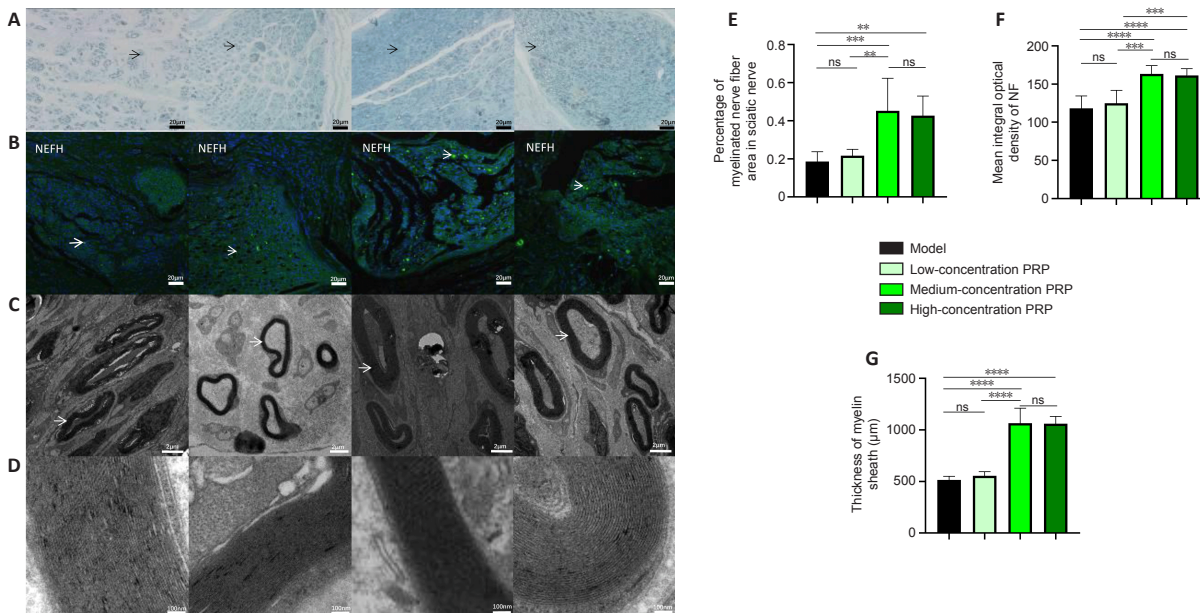 A
20μm
20μm
20μm
20μm
B
NEFH
NEFH
NEFH
NEFH
20μm
20μm
20μm
20μm
C
2μm
2μm
2μm
2μm
D
100nm
100nm
100nm
100nm
E
Percentage of
myelinated nerve fiber
area in sciatic nerve
0.8
0.6
0.4
0.2
0
**
***
**
ns
ns
F
Mean integral optical
density of NF
200
150
100
50
0
***
****
****
***
ns
ns
Model
Low-concentration PRP
Medium-concentration PRP
High-concentration PRP
G
Thickness of myelin
sheath (μm)
1500
1000
500
0
****
****
****
ns
ns